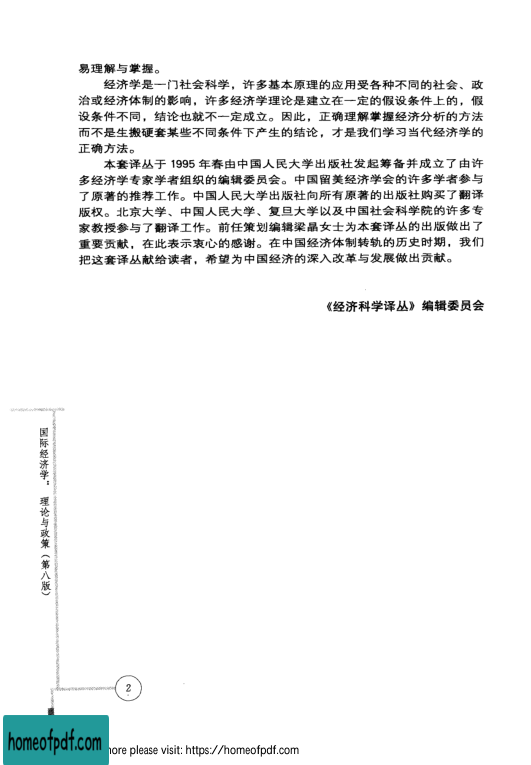 易理解与掌握。
经济学是一门社会科学，许多基本原理的应用受各种不同的社会、政
治或经济体制的影响，许多经济学理论是建立在一定的假设条件上的，假
设条件不同，结论也就不一定成立。因此，正确理解掌握经济分析的方法
而不是生搬硬套某些不同条件下产生的结论，才是我们学习当代经济学的
正确方法。
本套译丛于 1995 年春由中国人民大学出版社发起筹备并成立了由许
多经济学专家学者组织的编辑委员会。中国留美经济学会的许多学者参与
了原著的推荐工作。中国人民大学出版社向所有原著的出版社购买了翻译
版权。北京大学、中国人民大学、复旦大学以及中国社会科学院的许多专
家教授参与了翻译工作。前任策划编辑梁晶女士为本套译丛的出版做出了
重要贡献，在此表示衷心的感谢。在中国经济体制转轨的历史时期，我们
把这套译丛献给读者，希望为中国经济的深入改革与发展做出贡献。
《经济科学译丛》编辑委员会
国际经济学：理论与政策（第八版）
2
homeofpdf.com
more please visit: https://homeofpdf.com